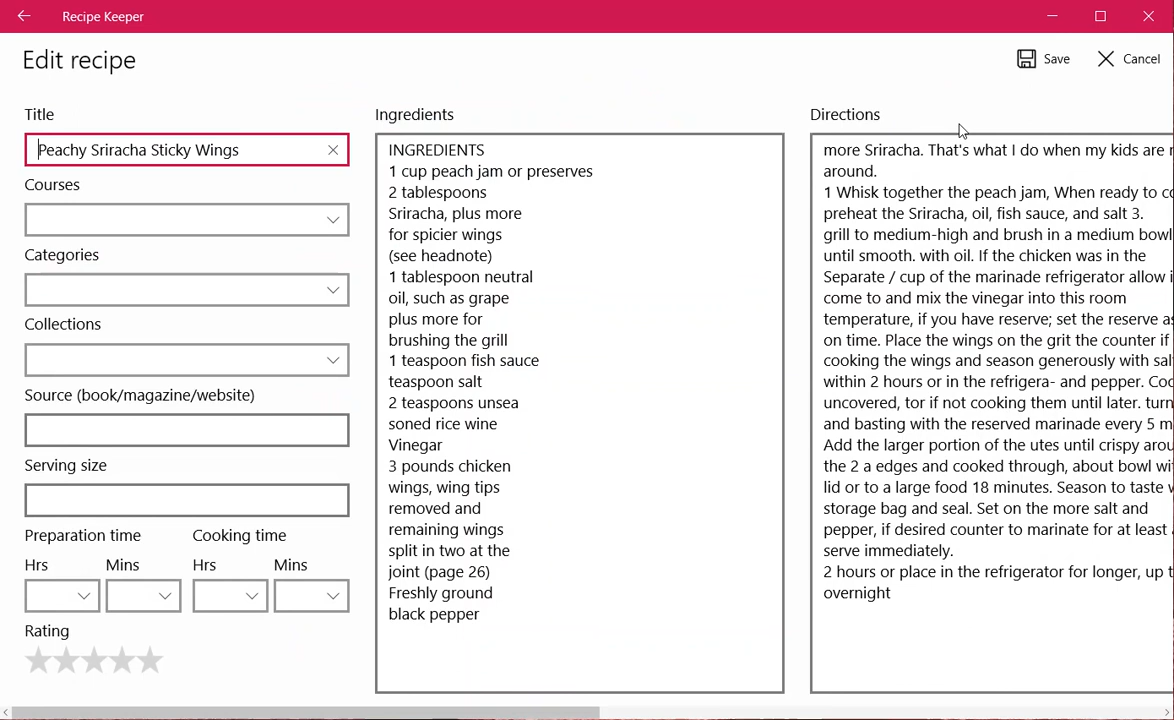 Recipe Keeper
Edit recipe
Save
Cancel
Title
Peachy Sriracha Sticky Wings
Courses
Categories
Collections
Source (book/magazine/website)
Serving size
Preparation time
Cooking time
Hrs
Mins
Hrs
Mins
Rating
Ingredients
INGREDIENTS
1 cup peach jam or preserves
2 tablespoons
Sriracha, plus more
for spicier wings
(see headnote)
1 tablespoon neutral
oil, such as grape
plus more for
brushing the grill
1 teaspoon fish sauce
teaspoon salt
2 teaspoons unsea
soned rice wine
Vinegar
3 pounds chicken
wings, wing tips
removed and
remaining wings
split in two at the
joint (page 26)
Freshly ground
black pepper
Directions
more Sriracha. That's what I do when my kids are
around.
1 Whisk together the peach jam, When ready to
preheat the Sriracha, oil, fish sauce, and salt 3.
grill to medium-high and brush in a medium bowl
until smooth. with oil. If the chicken was in the
Separate / cup of the marinade refrigerator allow
come to and mix the vinegar into this room
temperature, if you have reserve; set the reserve
on time. Place the wings on the grit the counter if
cooking the wings and season generously with
within 2 hours or in the refrigera- and pepper.
uncovered, tor if not cooking them until later.
and basting with the reserved marinade every 5
Add the larger portion of the utes until crispy
the 2 a edges and cooked through, about bowl
lid or to a large food 18 minutes. Season to taste
storage bag and seal. Set on the more salt and
pepper, if desired counter to marinate for at least
serve immediately.
2 hours or place in the refrigerator for longer, up
overnight